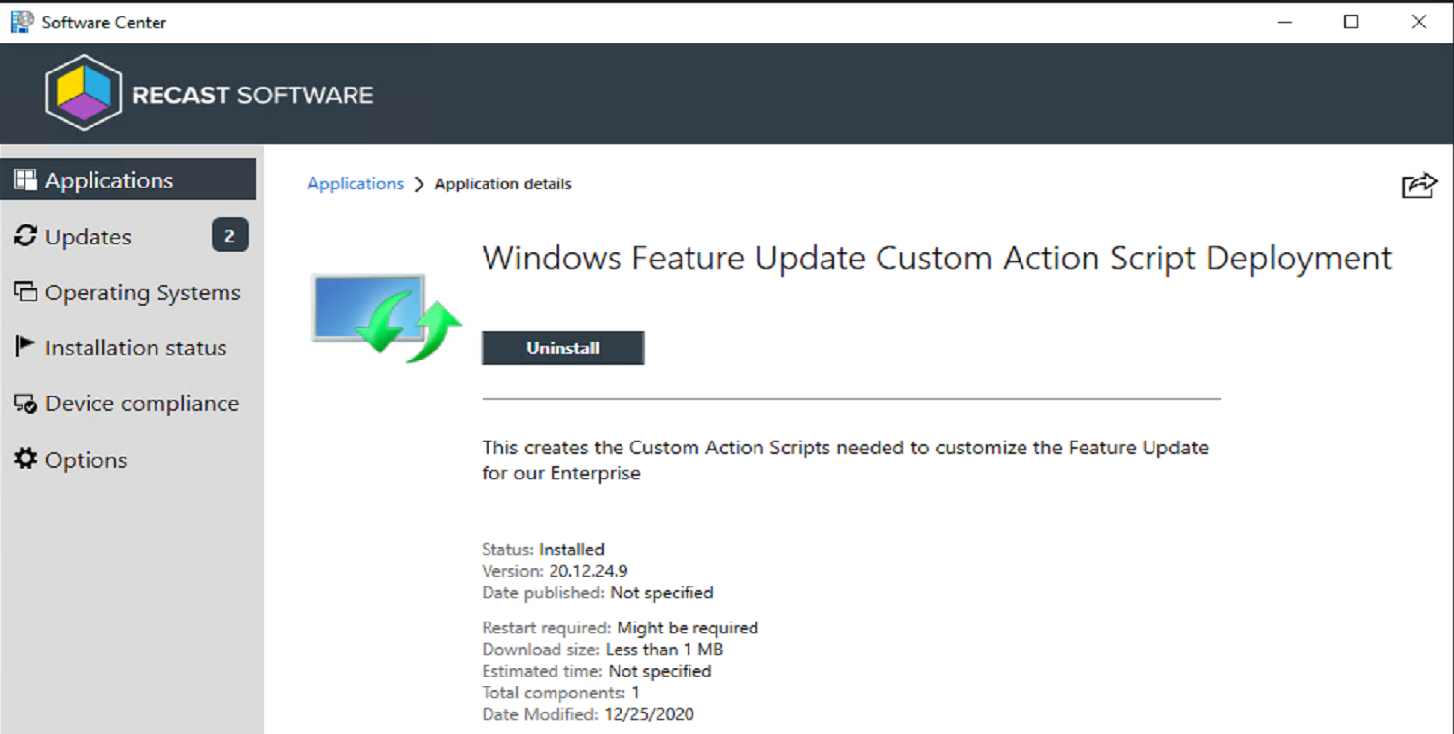 Software Center
RECAST SOFTWARE
Applications
Updates 2
Operating Systems
Installation status
Device compliance
Options
Applications > Application details
Windows Feature Update Custom Action Script Deployment
Uninstall
This creates the Custom Action Scripts needed to customize the Feature Update
for our Enterprise
Status: Installed
Version: 20.12.24.9
Date published: Not specified
Restart required: Might be required
Download size: Less than 1 MB
Estimated time: Not specified
Total components: 1
Date Modified: 12/25/2020